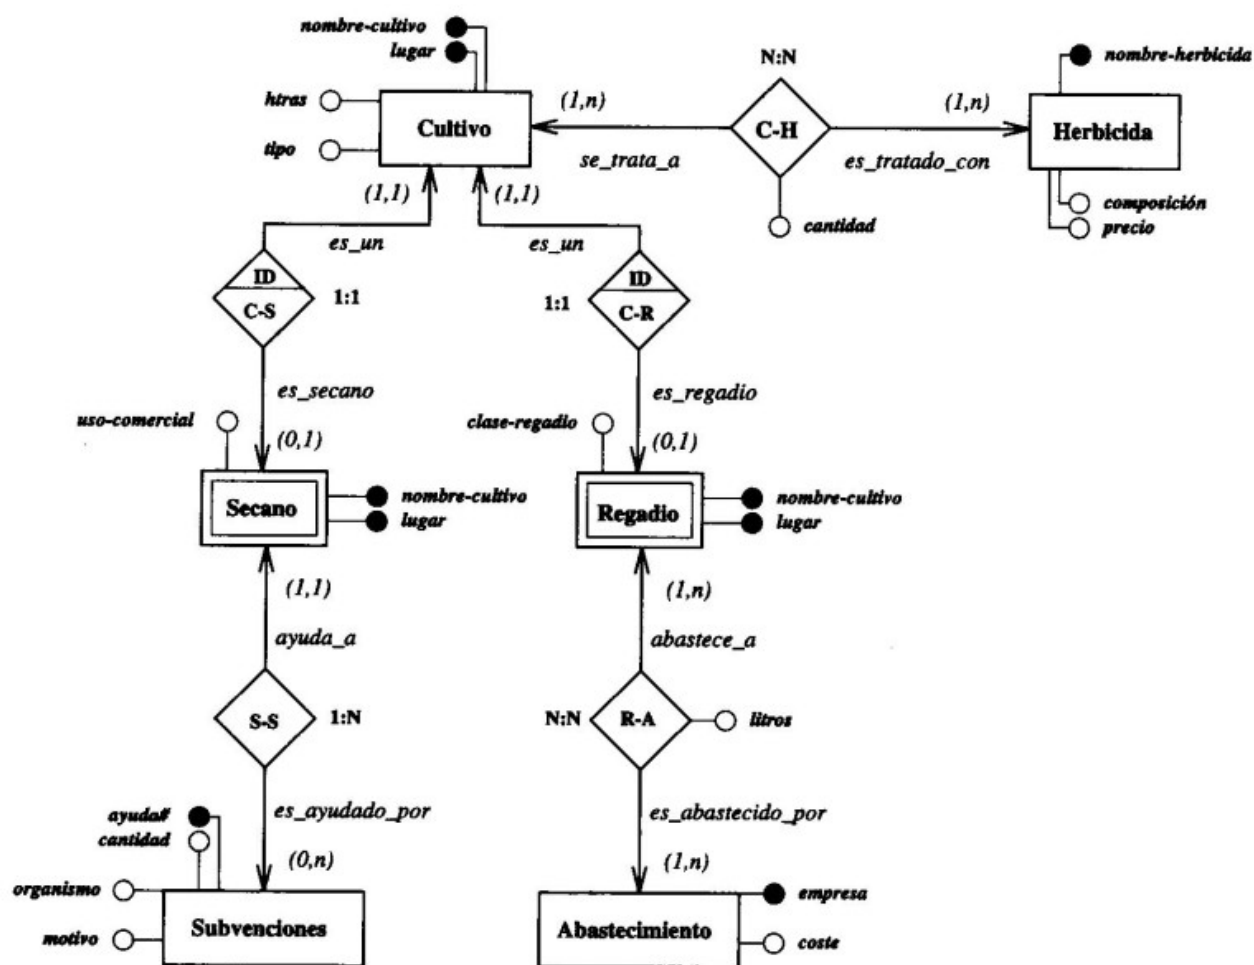 nombre-cultivo
lugar
N:N
nombre-herbicida
htras
(1,n)
(1,n)
Cultivo
C-H
Herbicida
tipo
se_trata_a
es_tratado_con
(1,1)
(1,1)
composición
cantidad
precio
es_un
es_un
ID
ID
C-S
1:1
1:1
C-R
es_secano
es_regadio
uso-comercial
clase-regadio
(0,1)
(0,1)
nombre-cultivo
nombre-cultivo
Secano
Regadio
lugar
lugar
(1,1)
(1,n)
ayuda_a
abastece_a
S-S
1:N
N:N
R-A
litros
ayuda#
es_ayudado_por
es_abastecido_por
cantidad
(0,n)
(1,n)
organismo
empresa
Subvenciones
Abastecimiento
motivo
coste